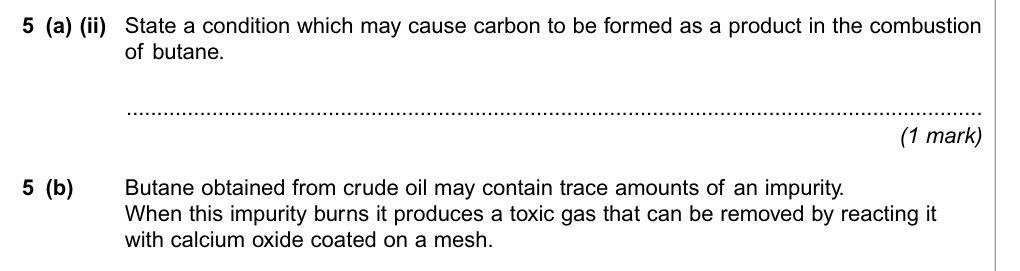 5 (a) (ii) State a condition which may cause carbon to be formed as a product in the combustion
of butane.
................................................................................................................................................
(1 mark)
5 (b) Butane obtained from crude oil may contain trace amounts of an impurity.
When this impurity burns it produces a toxic gas that can be removed by reacting it
with calcium oxide coated on a mesh.